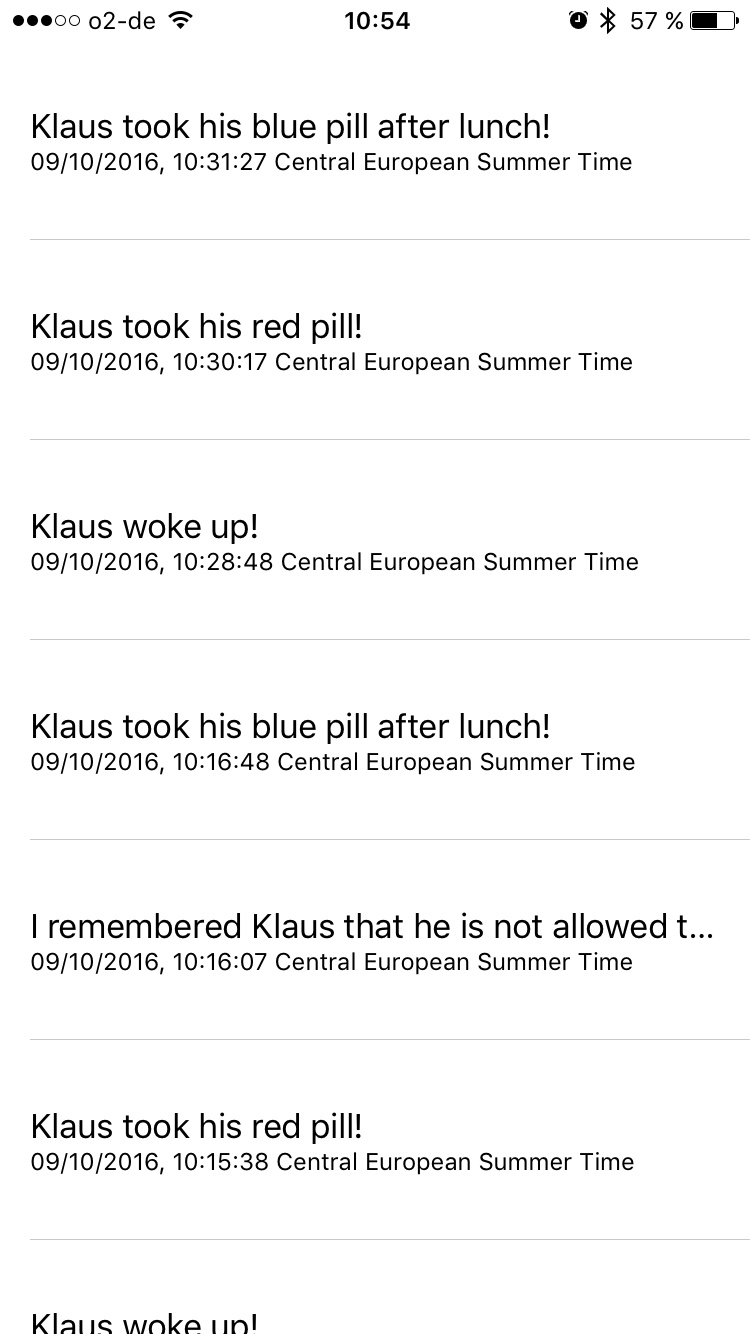 o2-de 10:54 57 %
Klaus took his blue pill after lunch!
09/10/2016, 10:31:27 Central European Summer Time
Klaus took his red pill!
09/10/2016, 10:30:17 Central European Summer Time
Klaus woke up!
09/10/2016, 10:28:48 Central European Summer Time
Klaus took his blue pill after lunch!
09/10/2016, 10:16:48 Central European Summer Time
I remembered Klaus that he is not allowed t...
09/10/2016, 10:16:07 Central European Summer Time
Klaus took his red pill!
09/10/2016, 10:15:38 Central European Summer Time
Klaus woke up!